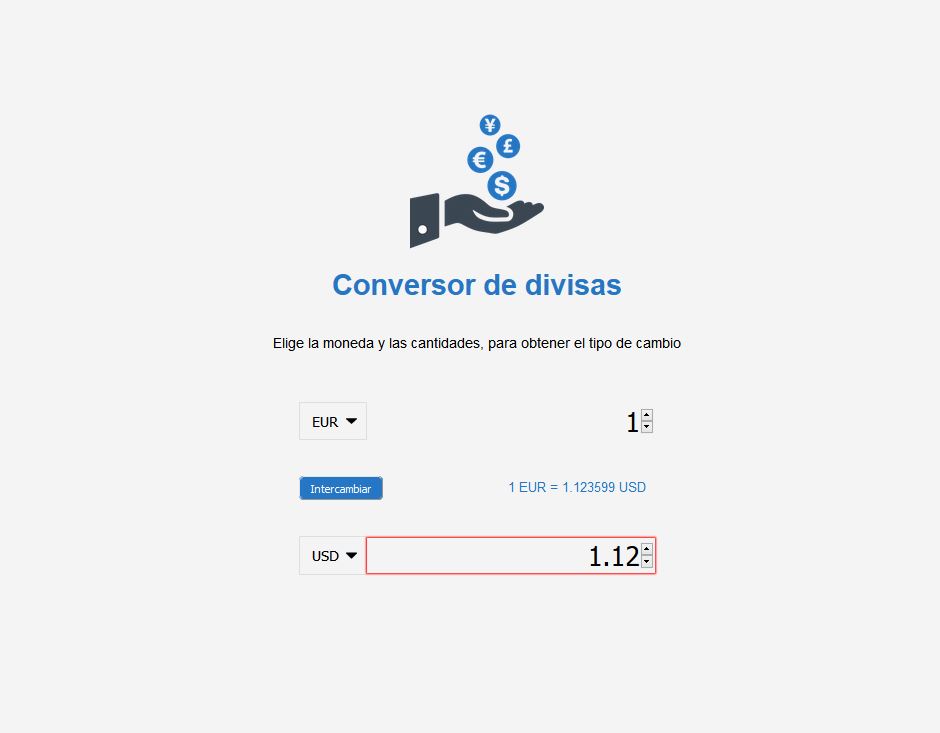 ¥
£
€
$
Conversor de divisas
Elige la moneda y las cantidades, para obtener el tipo de cambio
EUR 1
Intercambiar 1 EUR = 1.123599 USD
USD 1.12